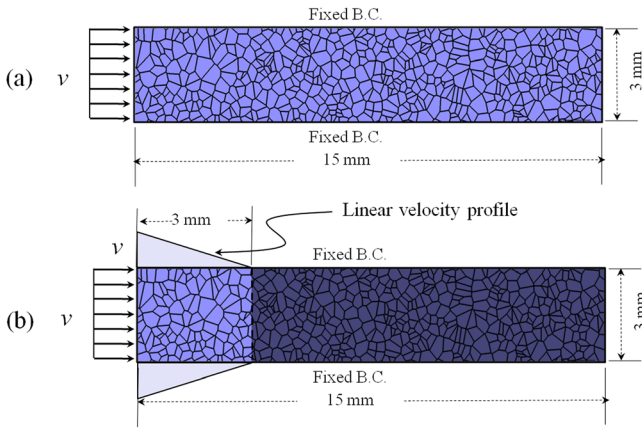 Fixed B.C.
(a)
v
3 mm
Fixed B.C.
15 mm
3 mm
Linear velocity profile
v
Fixed B.C.
(b)
v
3 mm
Fixed B.C.
15 mm